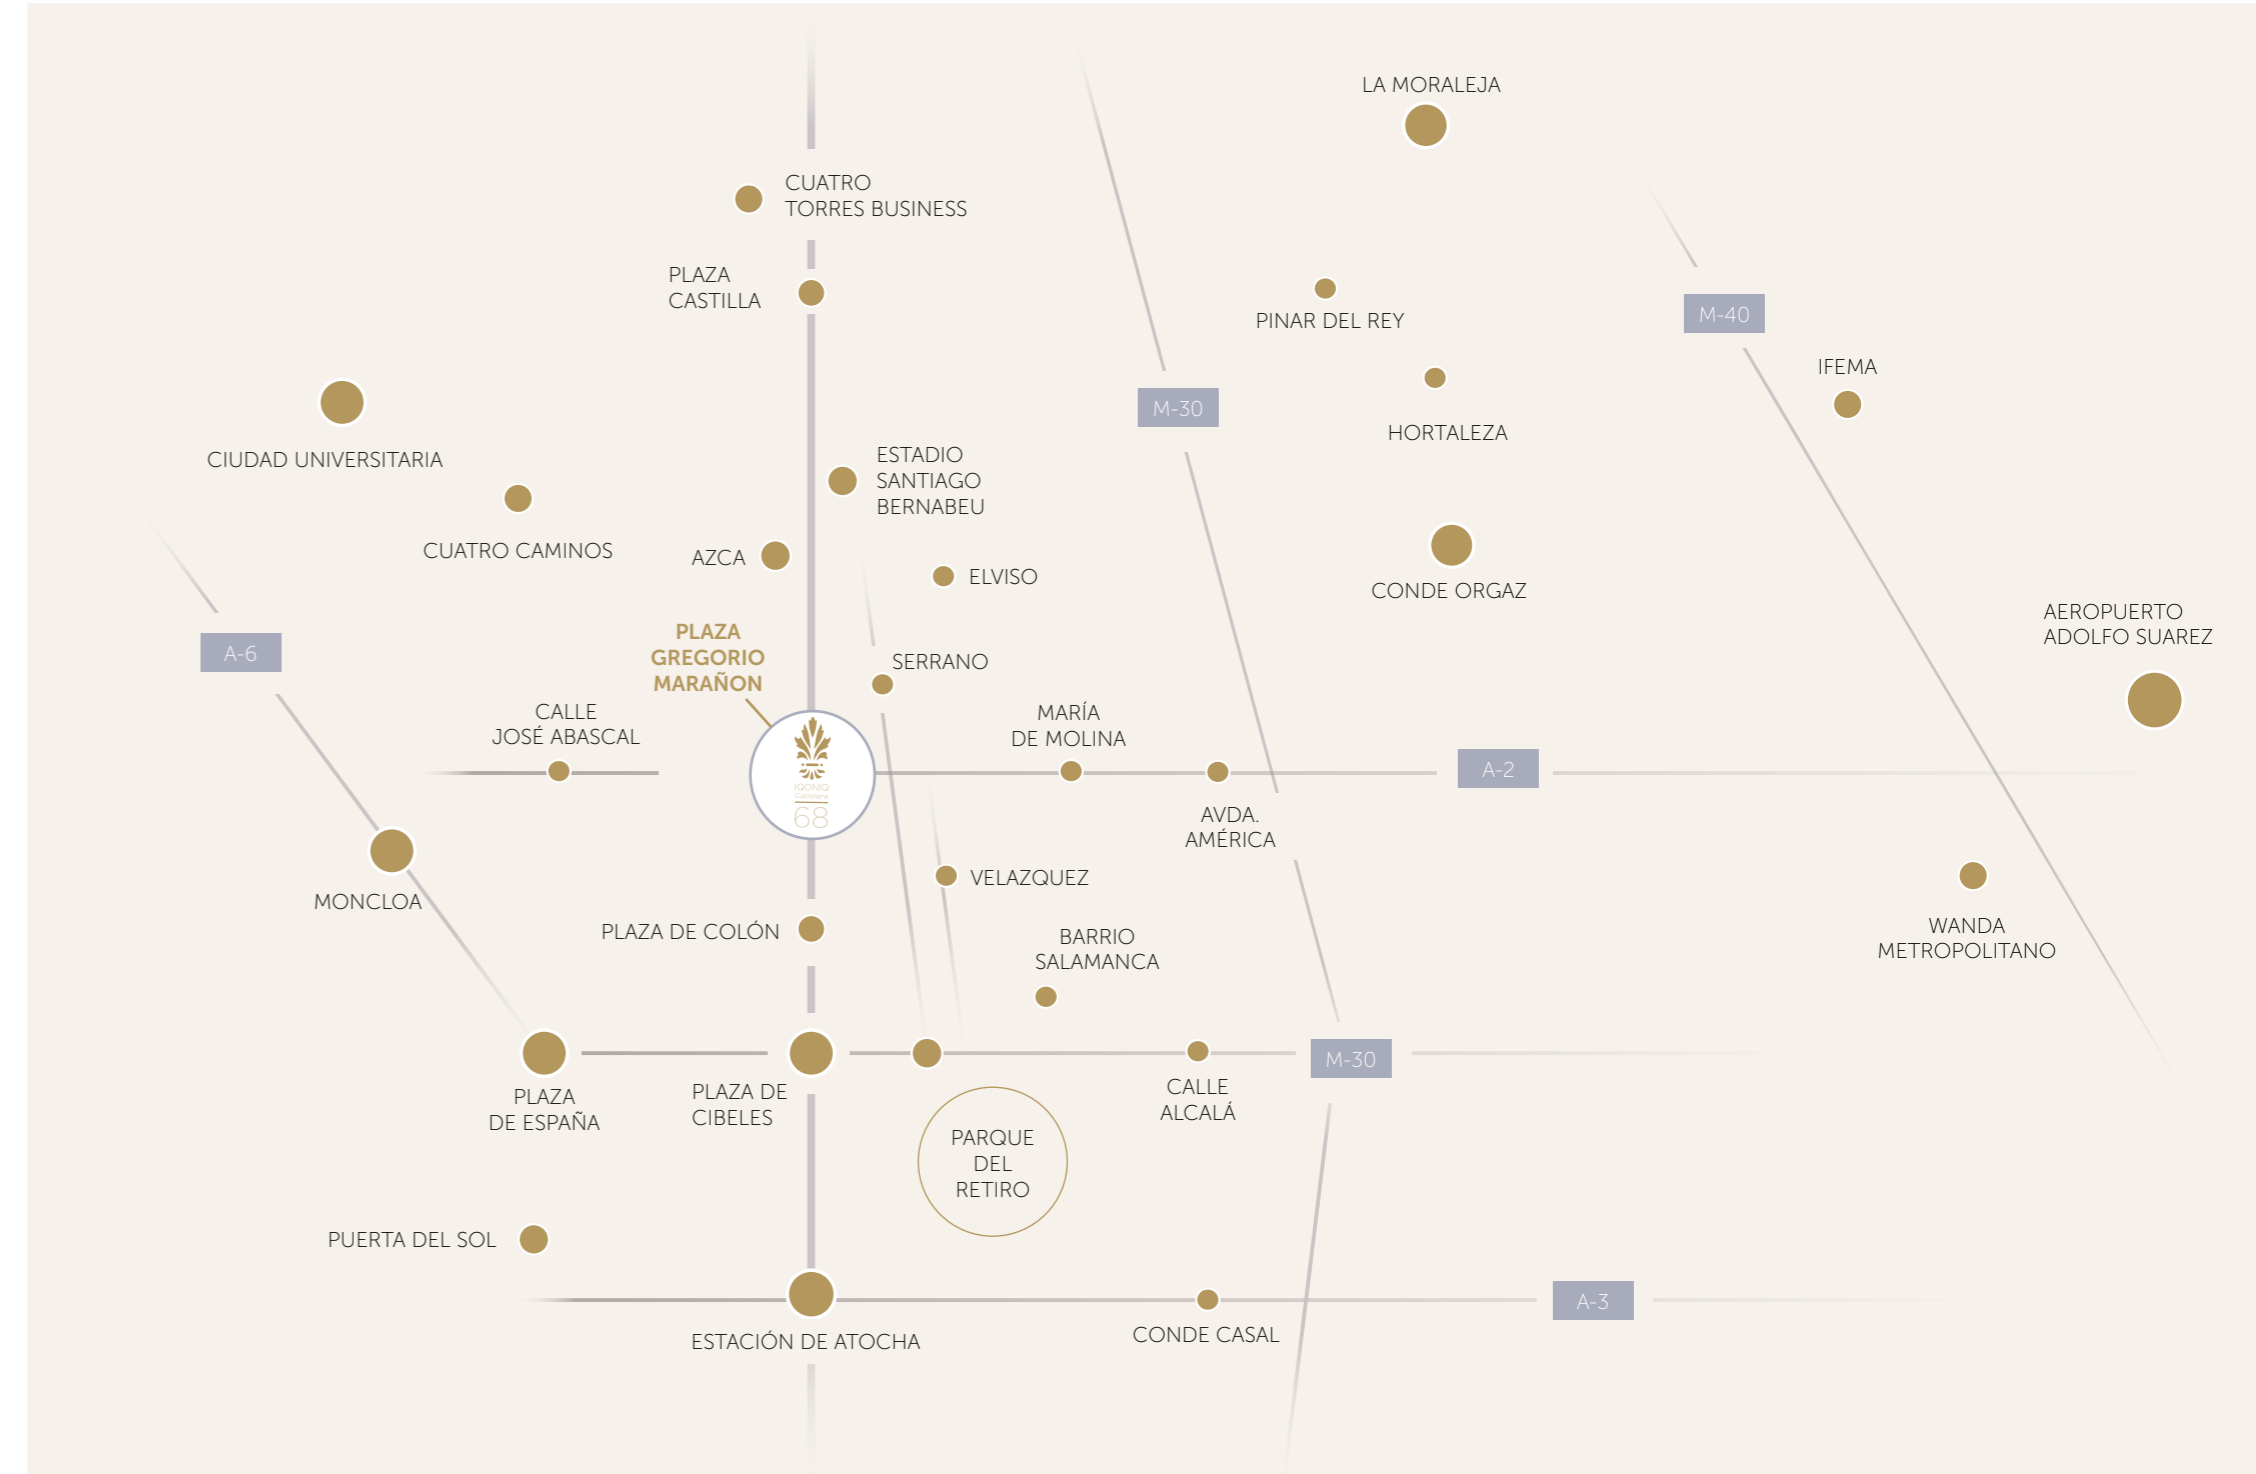 LA MORALEJA
CUATRO
TORRES BUSINESS
PLAZA
CASTILLA
PINAR DEL REY
M-40
IFEMA
M-30
HORTALEZA
CIUDAD UNIVERSITARIA
ESTADIO
SANTIAGO
BERNABEU
CUATRO CAMINOS
AZCA
ELVISO
CONDE ORGAZ
AEROPUERTO
ADOLFO SUAREZ
A-6
PLAZA
GREGORIO
MARAÑON
SERRANO
CALLE
JOSÉ ABASCAL
MARÍA
DE MOLINA
A-2
IQONIQ
Castellana
68
AVDA.
AMÉRICA
MONCLOA
VELAZQUEZ
PLAZA DE COLÓN
BARRIO
SALAMANCA
WANDA
METROPOLITANO
M-30
PLAZA
DE ESPAÑA
PLAZA DE
CIBELES
CALLE
ALCALÁ
PARQUE
DEL
RETIRO
PUERTA DEL SOL
A-3
ESTACIÓN DE ATOCHA
CONDE CASAL